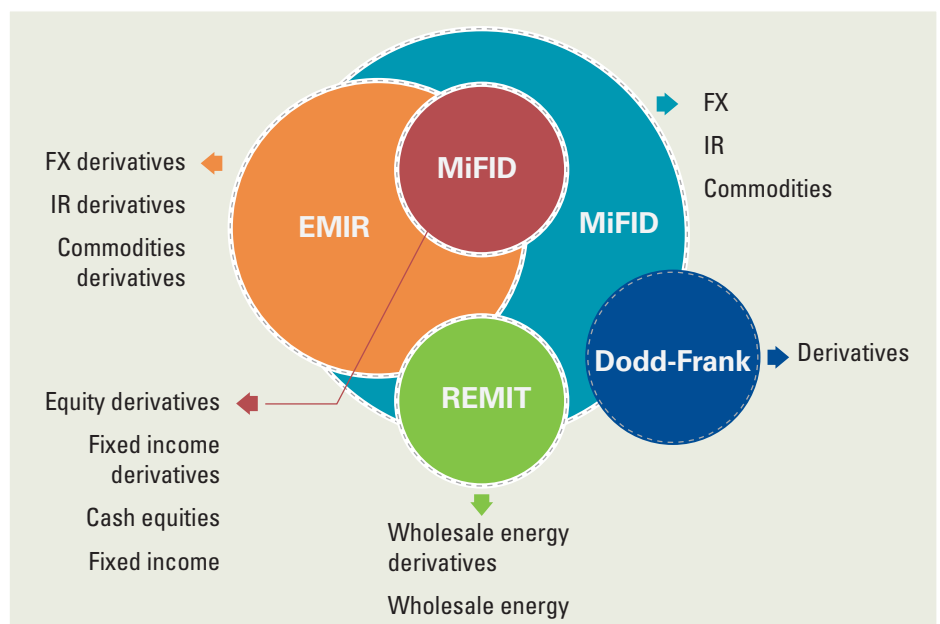 FX
IR
Commodities
MiFID
EMIR
MiFID
FX derivatives
IR derivatives
Commodities
derivatives
Dodd-Frank
Derivatives
REMIT
Equity derivatives
Fixed income
derivatives
Cash equities
Fixed income
Wholesale energy
derivatives
Wholesale energy